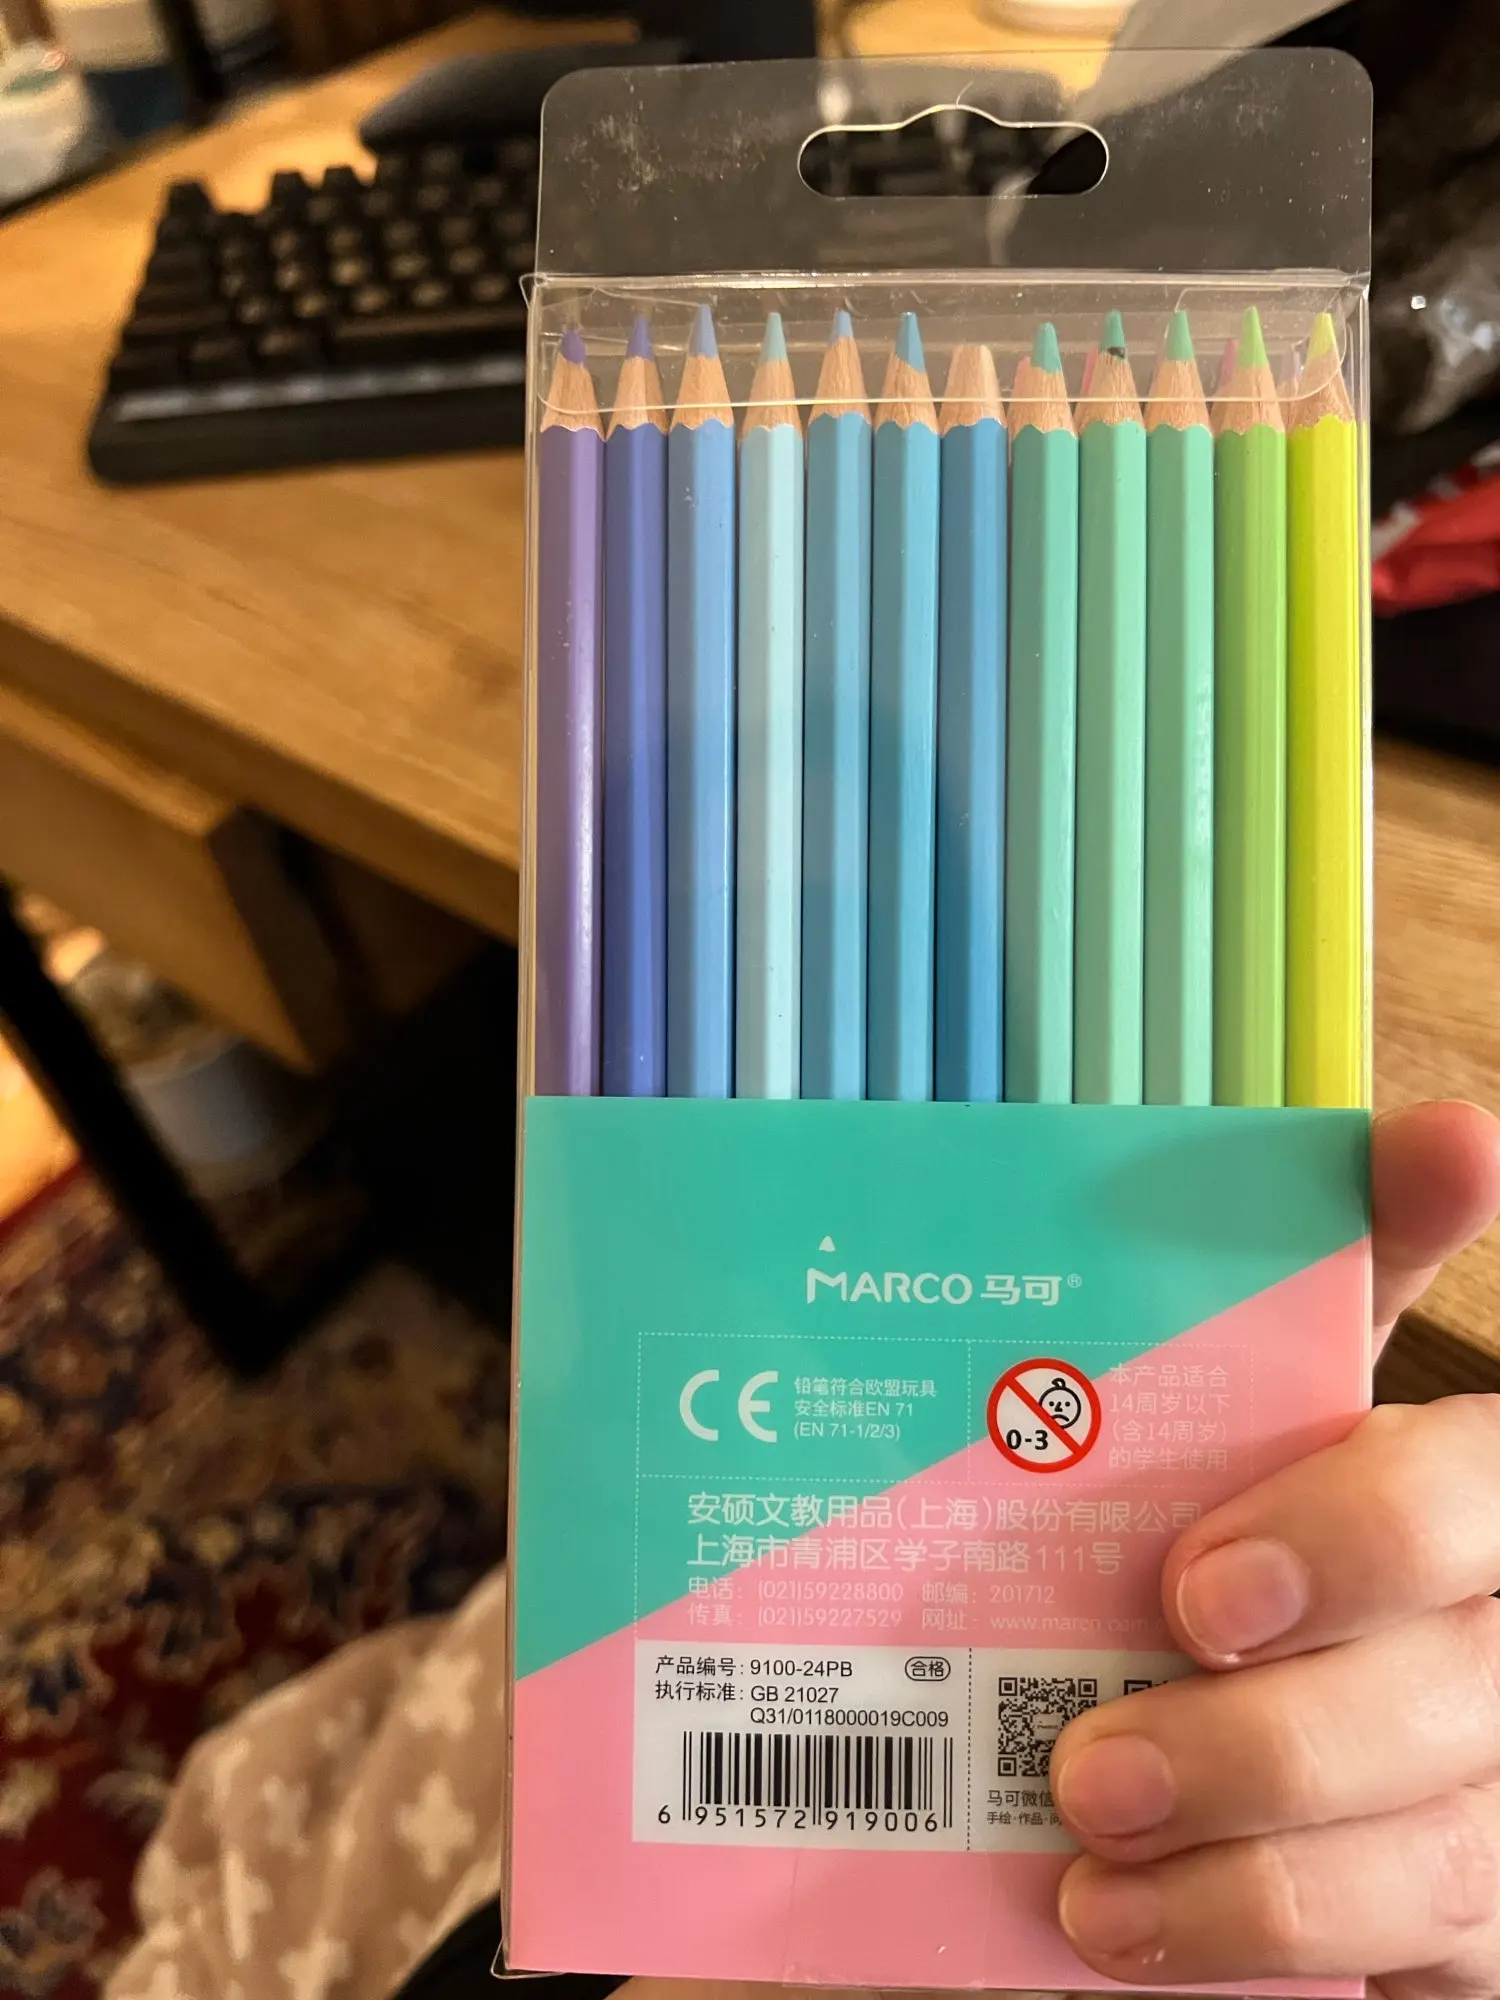 MARCO 马可®
CE
铅笔符合欧盟玩具
安全标准EN 71
(EN 71-1/2/3)
0-3
本产品适合
14周岁以下
(含14周岁)
的学生使用
安硕文教用品(上海)股份有限公司
上海市青浦区学子南路111号
电话: (021)59228800 邮编: 201712
传真: (021)59227529 网址: www.marco.com
产品编号: 9100-24PB 合格
执行标准: GB 21027
Q31/0118000019C009
6 951572 919006
马可微信
手绘·作品·问